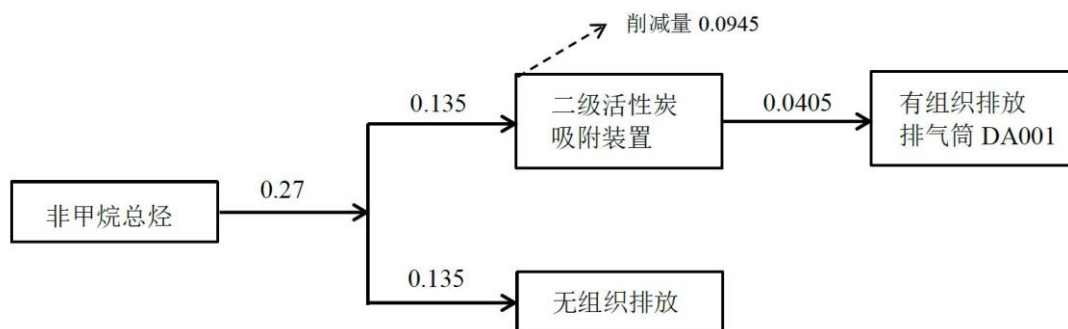 削减量 0.0945
0.135
二级活性炭
吸附装置
0.0405
有组织排放
排气筒 DA001
非甲烷总烃
0.27
0.135
无组织排放